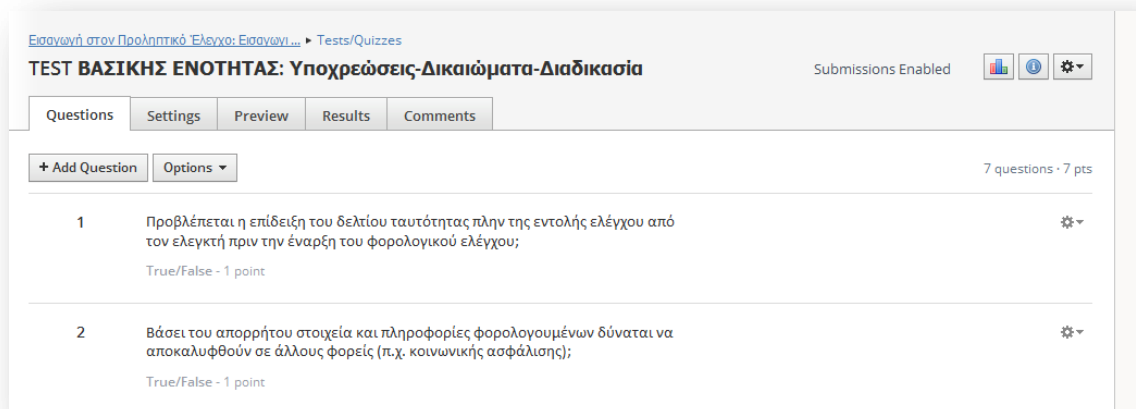 Εισαγωγή στον Προληπτικό Έλεγχο: Εισαγωγι ... ▸ Tests/Quizzes
TEST ΒΑΣΙΚΗΣ ΕΝΟΤΗΤΑΣ: Υποχρεώσεις-Δικαιώματα-Διαδικασία
Submissions Enabled
Questions Settings Preview Results Comments
+ Add Question Options
7 questions · 7 pts
1
Προβλέπεται η επίδειξη του δελτίου ταυτότητας πλην της εντολής ελέγχου από
τον ελεγκτή πριν την έναρξη του φορολογικού ελέγχου;
True/False - 1 point
2
Βάσει του απορρήτου στοιχεία και πληροφορίες φορολογουμένων δύναται να
αποκαλυφθούν σε άλλους φορείς (π.χ. κοινωνικής ασφάλισης);
True/False - 1 point